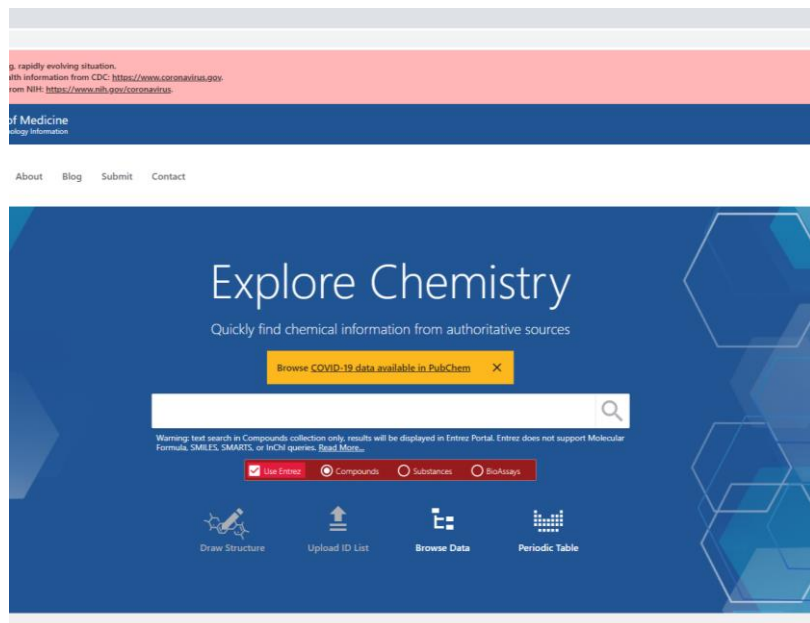 g, rapidly evolving situation.
alth information from CDC: https://www.coronavirus.gov.
rom NIH: https://www.nih.gov/coronavirus.
of Medicine
nology Information
About Blog Submit Contact
Explore Chemistry
Quickly find chemical information from authoritative sources
Browse COVID-19 data available in PubChem
Warning: text search in Compounds collection only, results will be displayed in Entrez Portal. Entrez does not support Molecular
Formula, SMILES, SMARTS, or InChI queries. Read More...
Use Entrez Compounds Substances BioAssays
Draw Structure Upload ID List Browse Data Periodic Table